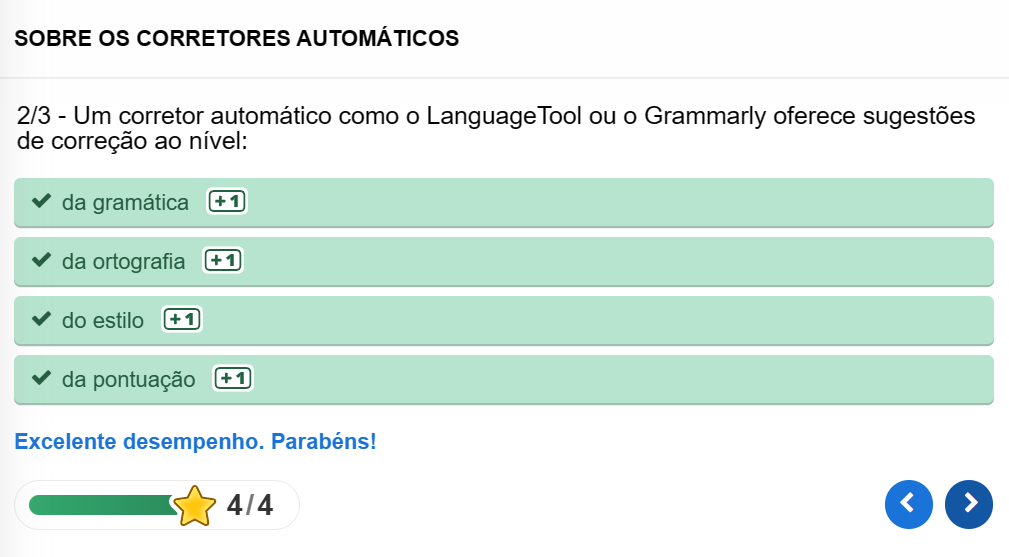 SOBRE OS CORRETORES AUTOMÁTICOS
2/3 - Um corretor automático como o LanguageTool ou o Grammarly oferece sugestões
de correção ao nível:
da gramática +1
da ortografia +1
do estilo +1
da pontuação +1
Excelente desempenho. Parabéns!
4/4